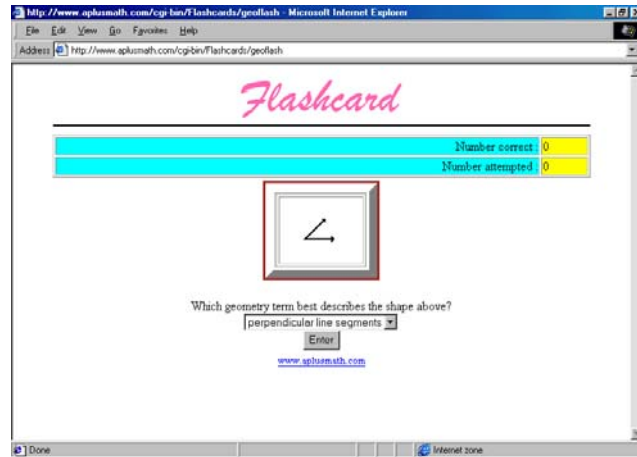 http://www.aplusmath.com/cgi-bin/Flashcards/geoflash - Microsoft Internet Explorer
File Edit View Go Favorites Help
Address http://www.aplusmath.com/cgi-bin/Flashcards/geoflash
Flashcard
Number correct : 0
Number attempted : 0
Which geometry term best describes the shape above?
perpendicular line segments
Enter
www.aplusmath.com
Done Internet zone